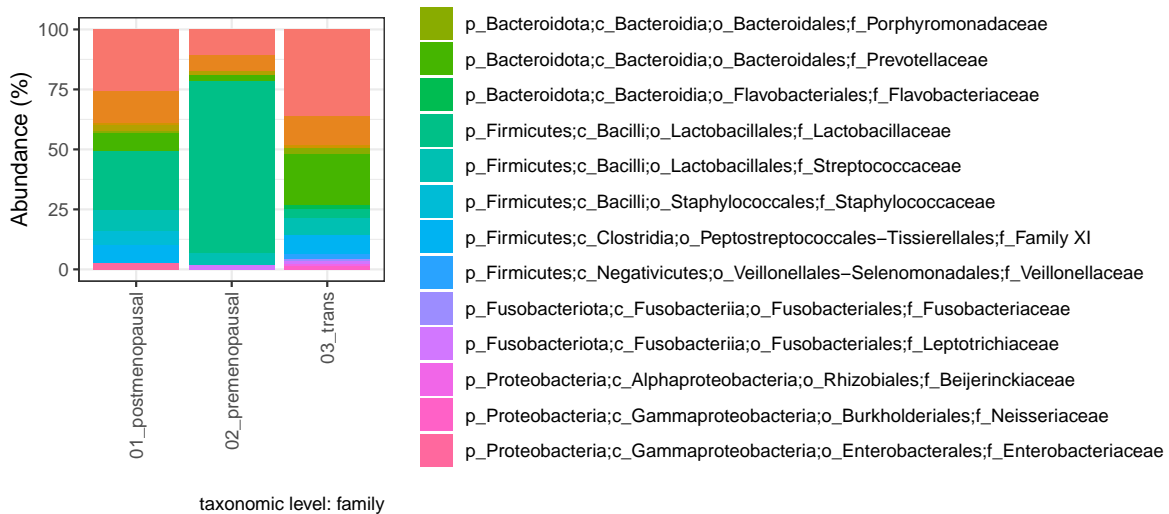 Abundance (%)
100
75
50
25
0
01_postmenopausal
02_premenopausal
03_trans
taxonomic level: family
p_Bacteroidota;c_Bacteroidia;o_Bacteroidales;f_Porphyromonadaceae
p_Bacteroidota;c_Bacteroidia;o_Bacteroidales;f_Prevotellaceae
p_Bacteroidota;c_Bacteroidia;o_Flavobacteriales;f_Flavobacteriaceae
p_Firmicutes;c_Bacilli;o_Lactobacillales;f_Lactobacillaceae
p_Firmicutes;c_Bacilli;o_Lactobacillales;f_Streptococcaceae
p_Firmicutes;c_Bacilli;o_Staphylococcales;f_Staphylococcaceae
p_Firmicutes;c_Clostridia;o_Peptostreptococcales−Tissierellales;f_Family XI
p_Firmicutes;c_Negativicutes;o_Veillonellales−Selenomonadales;f_Veillonellaceae
p_Fusobacteriota;c_Fusobacteriia;o_Fusobacteriales;f_Fusobacteriaceae
p_Fusobacteriota;c_Fusobacteriia;o_Fusobacteriales;f_Leptotrichiaceae
p_Proteobacteria;c_Alphaproteobacteria;o_Rhizobiales;f_Beijerinckiaceae
p_Proteobacteria;c_Gammaproteobacteria;o_Burkholderiales;f_Neisseriaceae
p_Proteobacteria;c_Gammaproteobacteria;o_Enterobacterales;f_Enterobacteriaceae